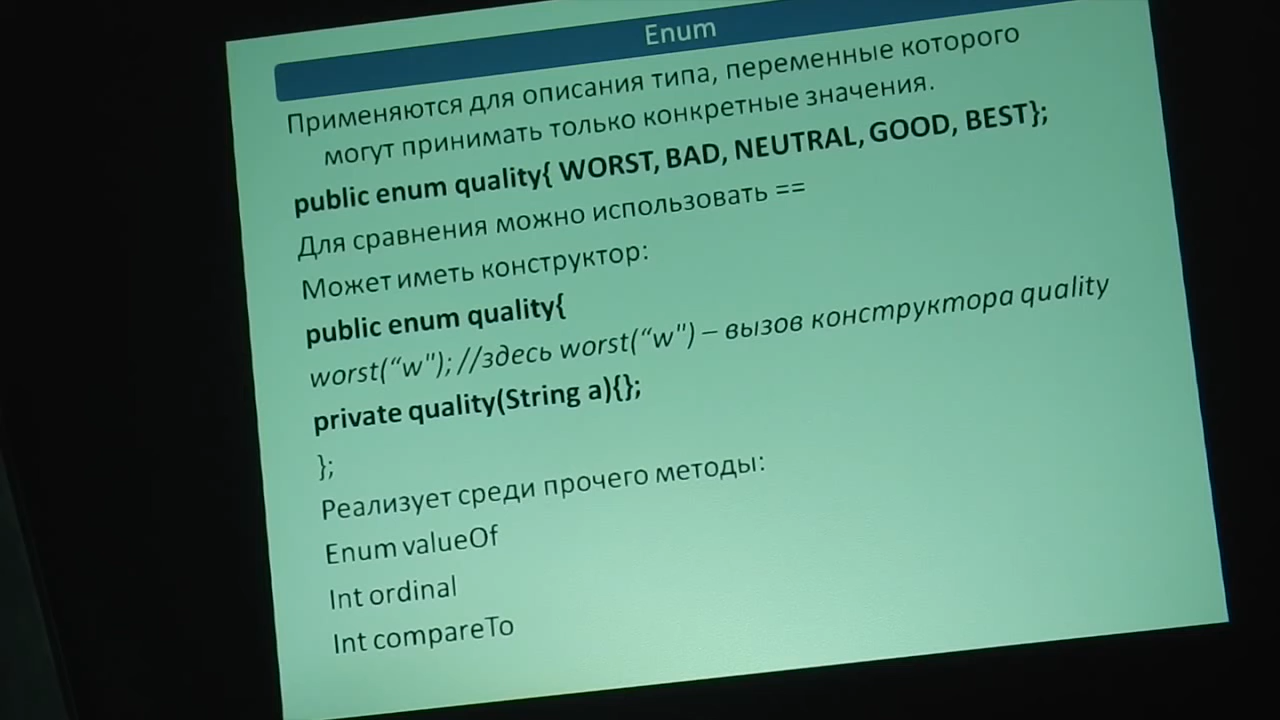 Enum
Применяются для описания типа, переменные которого
могут принимать только конкретные значения.
public enum quality{ WORST, BAD, NEUTRAL, GOOD, BEST};
Для сравнения можно использовать ==
Может иметь конструктор:
public enum quality{
worst(“w"); //здесь worst(“w") – вызов конструктора quality
private quality(String a){};
};
Реализует среди прочего методы:
Enum valueOf
Int ordinal
Int compareTo